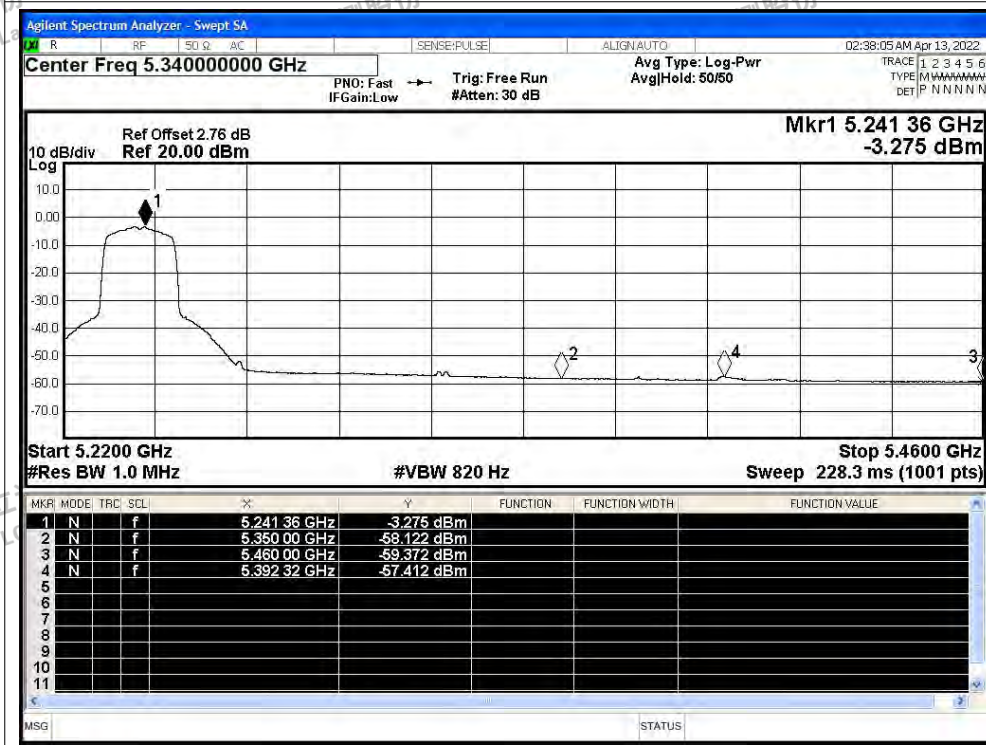 Agilent Spectrum Analyzer - Swept SA
R RF 50 Ω AC SENSE:PULSE ALIGN AUTO 02:38:05 AM Apr 13, 2022
Center Freq 5.340000000 GHz Avg Type: Log-Pwr TRACE 1 2 3 4 5 6
PNO: Fast Trig: Free Run Avg|Hold: 50/50 TYPE M
IFGain:Low #Atten: 30 dB DET P N N N N N
Mkr1 5.241 36 GHz
Ref Offset 2.76 dB
10 dB/div Ref 20.00 dBm -3.275 dBm
Log
10.0
0.00
-10.0
-20.0
-30.0
-40.0
-50.0
-60.0
-70.0
1
2
4
3
Start 5.2200 GHz Stop 5.4600 GHz
#Res BW 1.0 MHz #VBW 820 Hz Sweep 228.3 ms (1001 pts)
MKR MODE TRC SCL X Y FUNCTION FUNCTION WIDTH FUNCTION VALUE
1 N f 5.241 36 GHz -3.275 dBm
2 N f 5.350 00 GHz -58.122 dBm
3 N f 5.460 00 GHz -59.372 dBm
4 N f 5.392 32 GHz -57.412 dBm
5
6
7
8
9
10
11
MSG STATUS